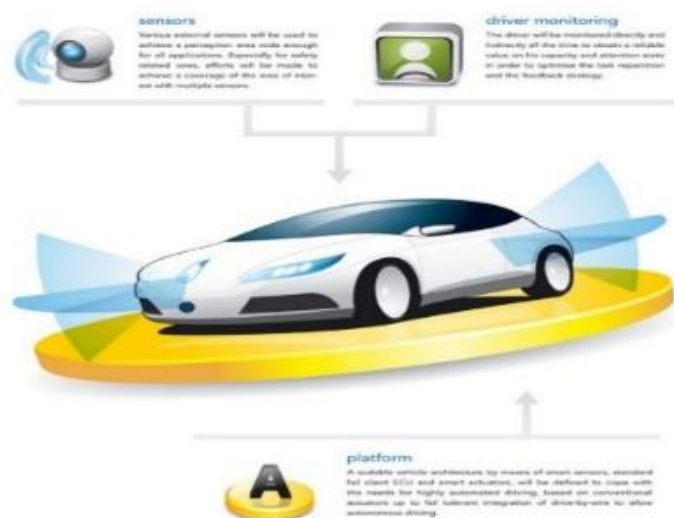 sensors
Various external sensors will be used to
achieve a perception area wide enough
for all applications. Especially for safety
related ones, efforts will be made to
achieve a coverage of the area of inter-
est with multiple sensors.
driver monitoring
The driver will be monitored directly and
indirectly all the time to obtain a reliable
value on his capacity and attention state
in order to optimise the task repartition
and the feedback strategy.
platform
A scalable vehicle architecture by means of smart sensors, standard
fail silent ECU and smart actuators, will be defined to cope with
the needs for highly automated driving, based on conventional
actuators up to full tolerant integration of drive-by-wire to allow
autonomous driving.
A